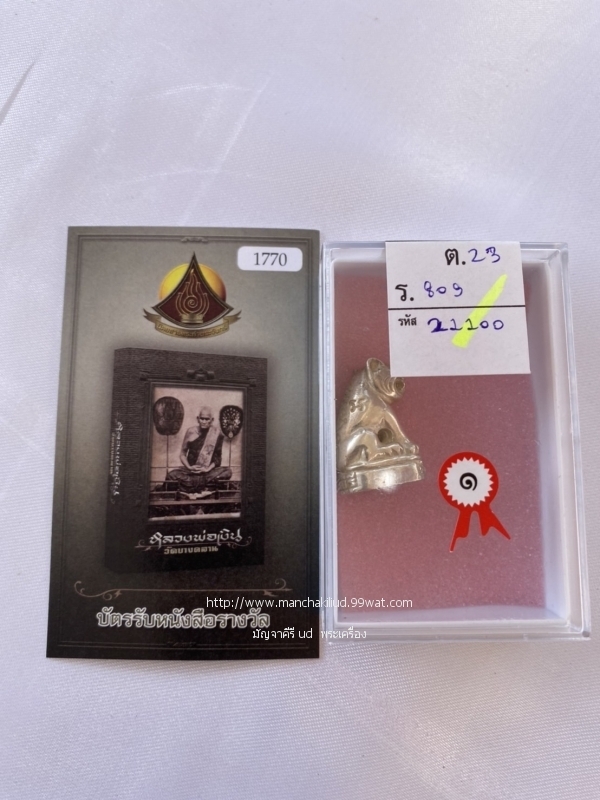 1770
หลวงพ่อเงิน
วัดบางคลาน
บัตรรับหนังสือรางวัล
ต.23
ร. 809
รหัส 21100
๑
http://www.manchakiliud.99wat.com
มัญจาคีรี ud พระเครื่อง